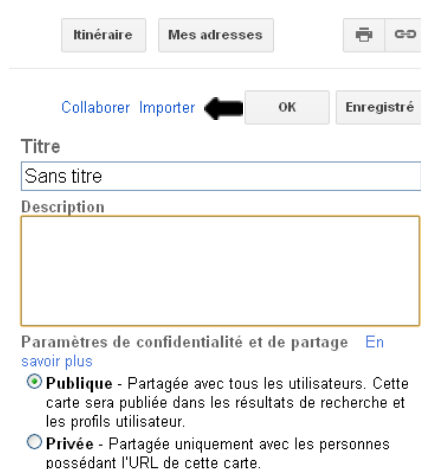 Itinéraire Mes adresses
Collaborer Importer OK Enregistré
Titre
Sans titre
Description
Paramètres de confidentialité et de partage En
savoir plus
Publique - Partagée avec tous les utilisateurs. Cette
carte sera publiée dans les résultats de recherche et
les profils utilisateur.
Privée - Partagée uniquement avec les personnes
possédant l'URL de cette carte.